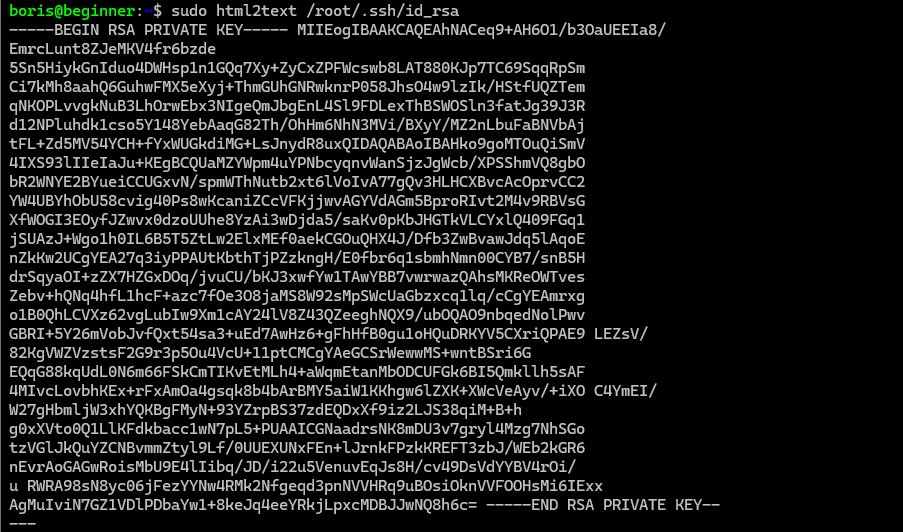 boris@beginner:~$ sudo html2text /root/.ssh/id_rsa
-----BEGIN RSA PRIVATE KEY----- MIIEogIBAAKCAQEAhNACeq9+AH6O1/b3OaUEEIa8/
EmrcLunt8ZJeMKV4fr6bzde
5Sn5HiykGnIduo4DWHsp1n1GQq7Xy+ZyCxZPFWcswb8LAT880KJp7TC69SqqRpSm
Ci7kMh8aahQ6GuhwFMX5eXyj+ThmGUhGNRwknrP058JhsO4w9lzIk/HStfUQZTem
qNKOPLvvgkNuB3LhOrwEbx3NIgeQmJbgEnL4Sl9FDLexThBSWOSln3fatJg39J3R
d12NPluhdk1cso5Y148YebAaqG82Th/OhHm6NhN3MVi/BXyY/MZ2nLbuFaBNVbAj
tFL+Zd5MV54YCH+fYxWUGkdiMG+LsJnydR8uxQIDAQABAoIBAHko9goMTOuQiSmV
4IXS93lIIeIaJu+KEgBCQUaMZYWpm4uYPNbcyqnvWanSjzJgWcb/XPSShmVQ8gbO
bR2WNYE2BYueiCCUGxvN/spmWThNutb2xt6lVoIvA77gQv3HLHCXBvcAcOprvCC2
YW4UBYhObU58cvig40Ps8wKcaniZCcVFKjjwvAGYVdAGm5BproRIvt2M4v9RBVsG
XfWOGI3EOyfJZwvx0dzoUUhe8YzAi3wDjda5/saKv0pKbJHGTkVLCYxlQ409FGq1
jSUAzJ+Wgo1h0IL6B5T5ZtLw2ElxMEf0aekCGOuQHX4J/Dfb3ZwBvawJdq5lAqoE
nZkKw2UCgYEA27q3iyPPAUtKbthTjPZzkngH/E0fbr6q1sbmhNmn00CYB7/snB5H
drSqyaOI+zZX7HZGxDOq/jvuCU/bKJ3xwfYw1TAwYBB7vwrwazQAhsMKReOWTves
Zebv+hQNq4hfL1hcF+azc7fOe3O8jaMS8W92sMpSWcUaGbzxcq1lq/cCgYEAmrxg
o1B0QhLCVXz62vgLubIw9Xm1cAY24lV8Z43QZeeghNQX9/ubOQAO9nbqedNolPwv
GBRI+5Y26mVobJvfQxt54sa3+uEd7AwHz6+gFhHfB0gu1oHQuDRKYV5CXriQPAE9 LEZsV/
82KgVWZVzstsF2G9r3p5Ou4VcU+11ptCMCgYAeGCSrWewwMS+wntBSri6G
EQqG88kqUdL0N6m66FSkCmTIKvEtMLh4+aWqmEtanMbODCUFGk6BI5Qmkllh5sAF
4MIvcLovbhKEx+rFxAmOa4gsqk8b4bArBMY5aiW1KKhgw6lZXK+XWcVeAyv/+iXO C4YmEI/
W27gHbmljW3xhYQKBgFMyN+93YZrpBS37zdEQDxXf9iz2LJS38qiM+B+h
g0xXVto0Q1LlKFdkbacc1wN7pL5+PUAAICGNaadrsNK8mDU3v7gryl4Mzg7NhSGo
tzVGlJkQuYZCNBvmmZtyl9Lf/0UUEXUNxFEn+lJrnkFPzkREFT3zbJ/WEb2kGR6
nEvrAoGAGwRoisMbU9E4lIibq/JD/i22u5VenuvEqJs8H/cv49DsVdYYBV4rOi/
u RWRA98sN8yc06jFezYYNw4RMk2Nfgeqd3pnNVVHRq9uBOsiOknVVFOOHsMi6IExx
AgMuIviN7GZ1VDlPDbaYw1+8keJq4eeYRkjLpxcMDBJJwNQ8h6c= -----END RSA PRIVATE KEY--
---